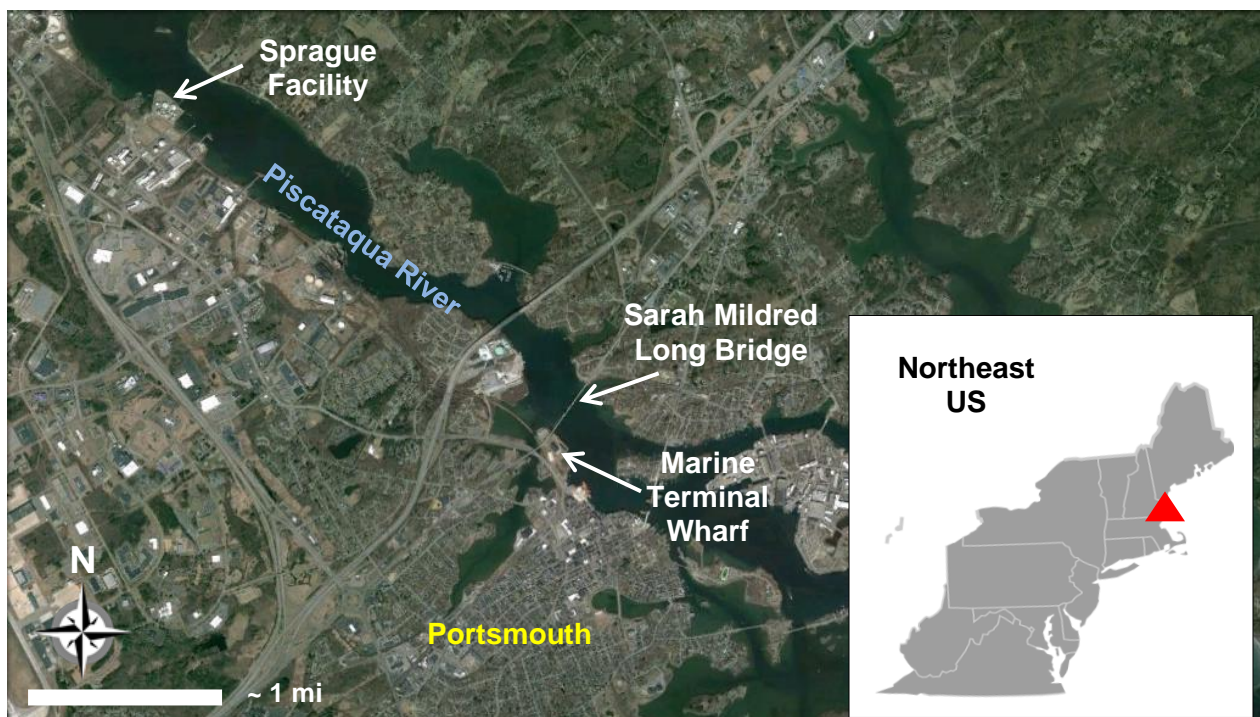 Sprague
Facility
Piscataqua River
Sarah Mildred
Long Bridge
Marine
Terminal
Wharf
Portsmouth
N
~ 1 mi
Northeast
US